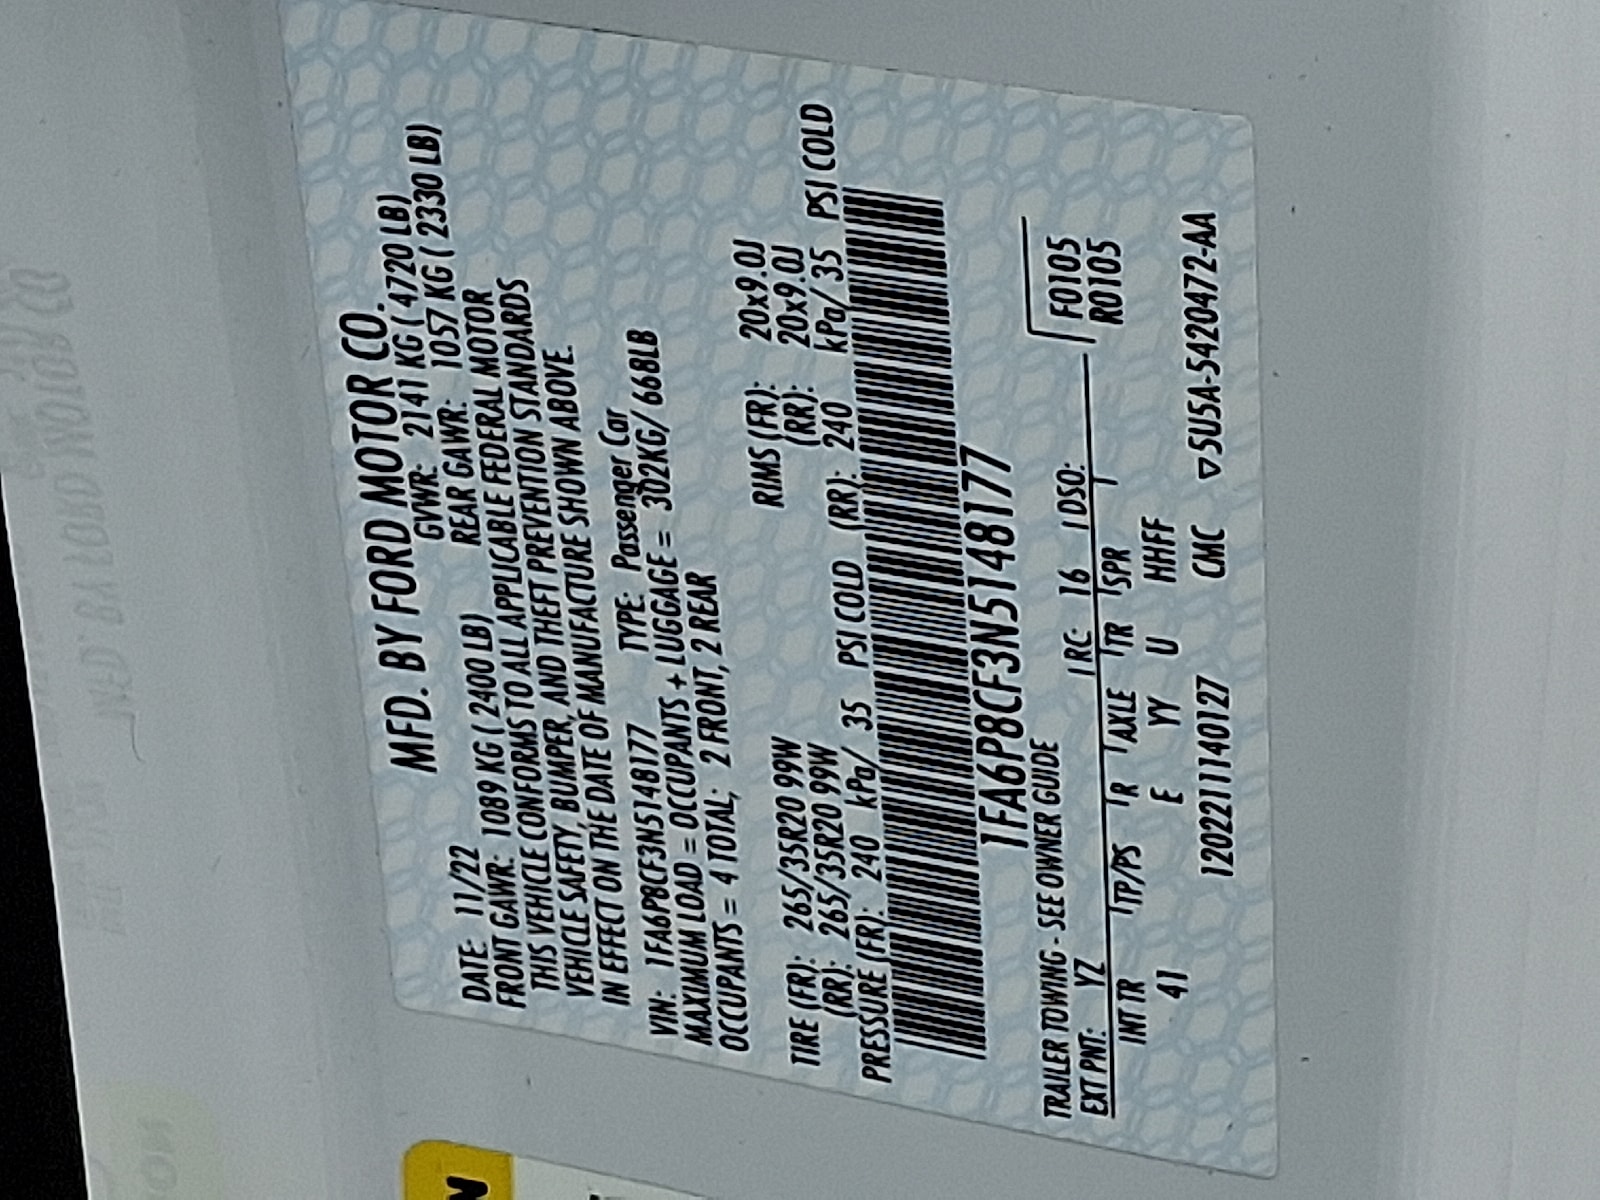 MFD. BY FORD MOTOR CO.
DATE: 11/22 GVWR: 2141 KG ( 4720 LB)
FRONT GAWR: 1089 KG ( 2400 LB) REAR GAWR: 1057 KG ( 2330 LB)
THIS VEHICLE CONFORMS TO ALL APPLICABLE FEDERAL MOTOR
VEHICLE SAFETY, BUMPER, AND THEFT PREVENTION STANDARDS
IN EFFECT ON THE DATE OF MANUFACTURE SHOWN ABOVE.
VIN: 1FA6P8CF3N5148177 TYPE: Passenger Car
MAXIMUM LOAD = OCCUPANTS + LUGGAGE = 302KG/668LB
OCCUPANTS = 4 TOTAL; 2 FRONT, 2 REAR
TIRE (FR): 265/35R20 99W RIMS (FR): 20x9.0J
(RR): 265/35R20 99W (RR): 20x9.0J
PRESSURE (FR): 240 kPa/ 35 PSI COLD (RR): 240 kPa/ 35 PSI COLD
1FA6P8CF3N5148177
TRAILER TOWING - SEE OWNER GUIDE
EXT PNT: YZ RC: 16 DSO: F0105
INT TR TP/PS R AXLE TR SPR R0105
41 E YY U HHFF
12022111140127 CMC ▽5U5A-5420472-AA